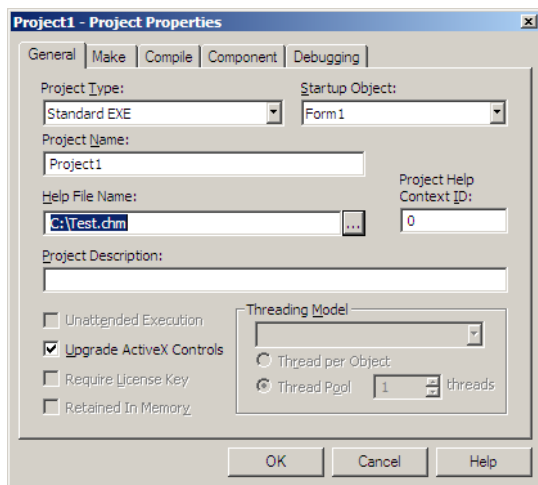 Project1 - Project Properties
General Make Compile Component Debugging
Project Type: Startup Object:
Standard EXE Form1
Project Name:
Project1
Project Help
Help File Name: Context ID:
C:\Test.chm ... 0
Project Description:
Unattended Execution Threading Model
Upgrade ActiveX Controls
Thread per Object
Require License Key
Thread Pool 1 threads
Retained In Memory
OK Cancel Help